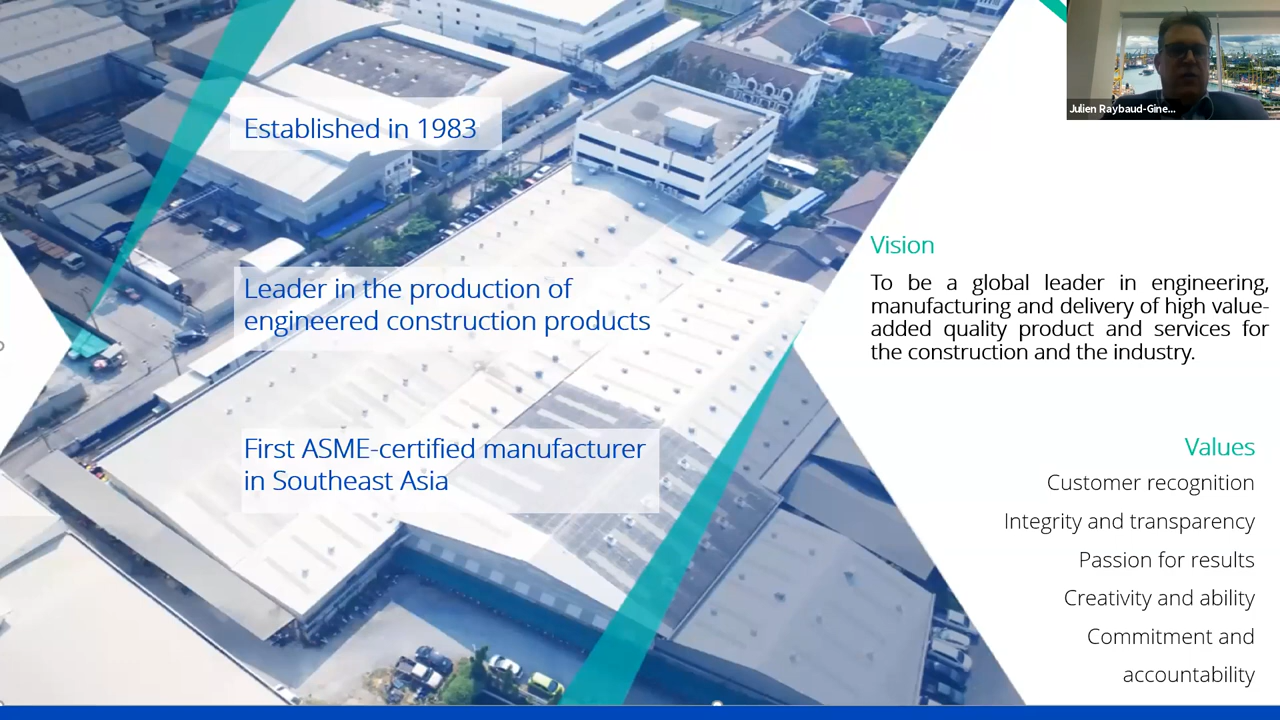 Established in 1983
Leader in the production of
engineered construction products
First ASME-certified manufacturer
in Southeast Asia
Julien Raybaud-Gine...
Vision
To be a global leader in engineering,
manufacturing and delivery of high value-
added quality product and services for
the construction and the industry.
Values
Customer recognition
Integrity and transparency
Passion for results
Creativity and ability
Commitment and
accountability